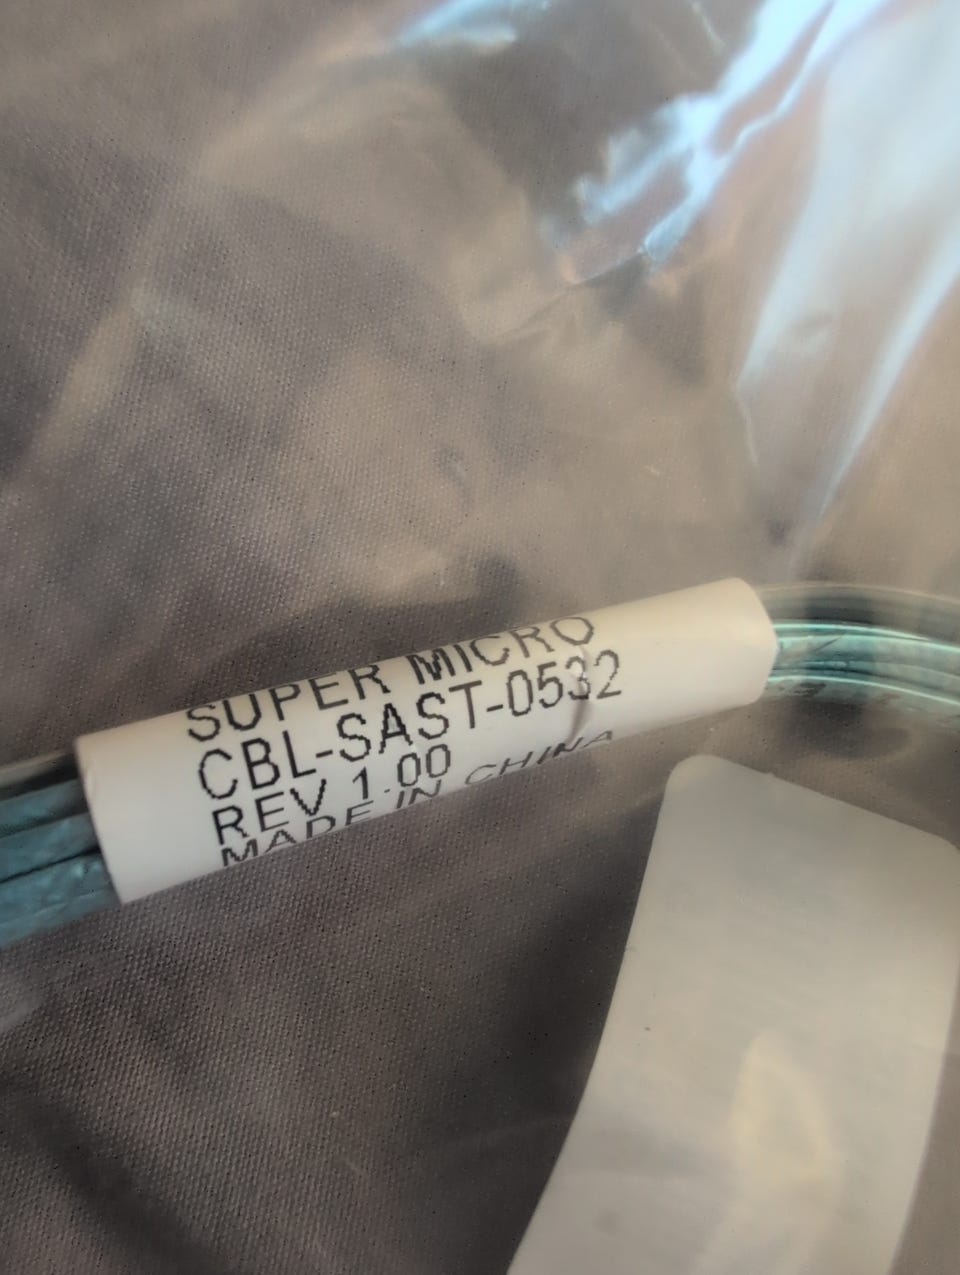 SUPER MICRO
CBL-SAST-0532
REV 1.00
MADE IN CHINA